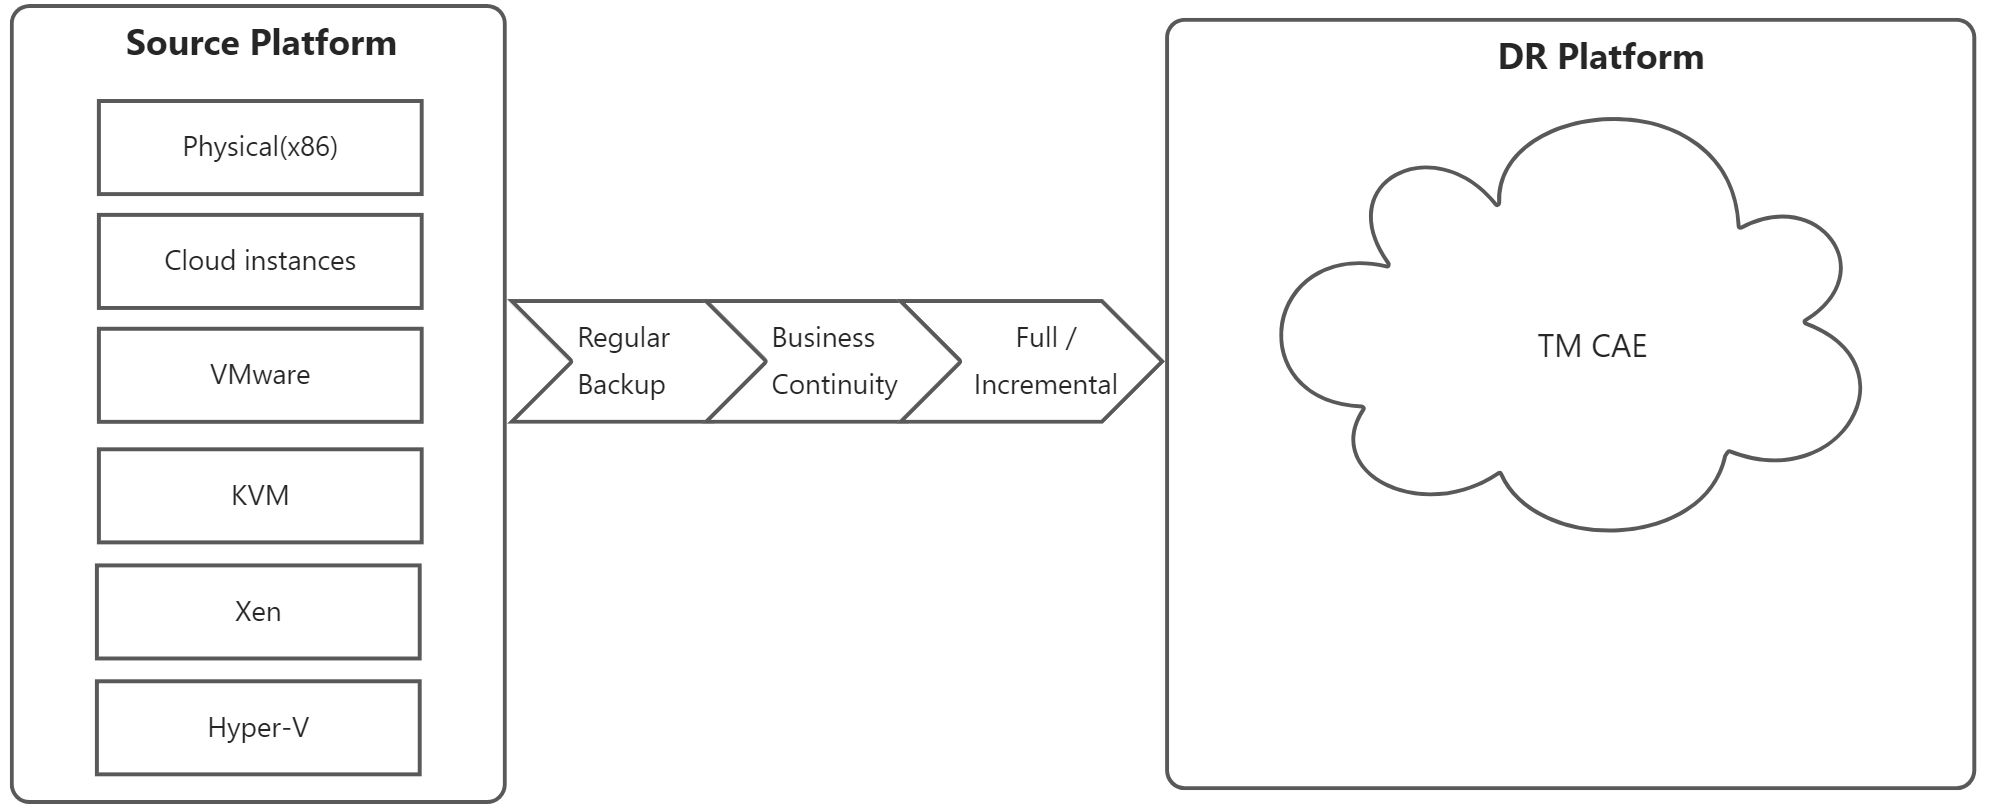 Source Platform
Physical(x86)
Cloud instances
VMware
KVM
Xen
Hyper-V
Regular
Backup
Business
Continuity
Full /
Incremental
DR Platform
TM CAE